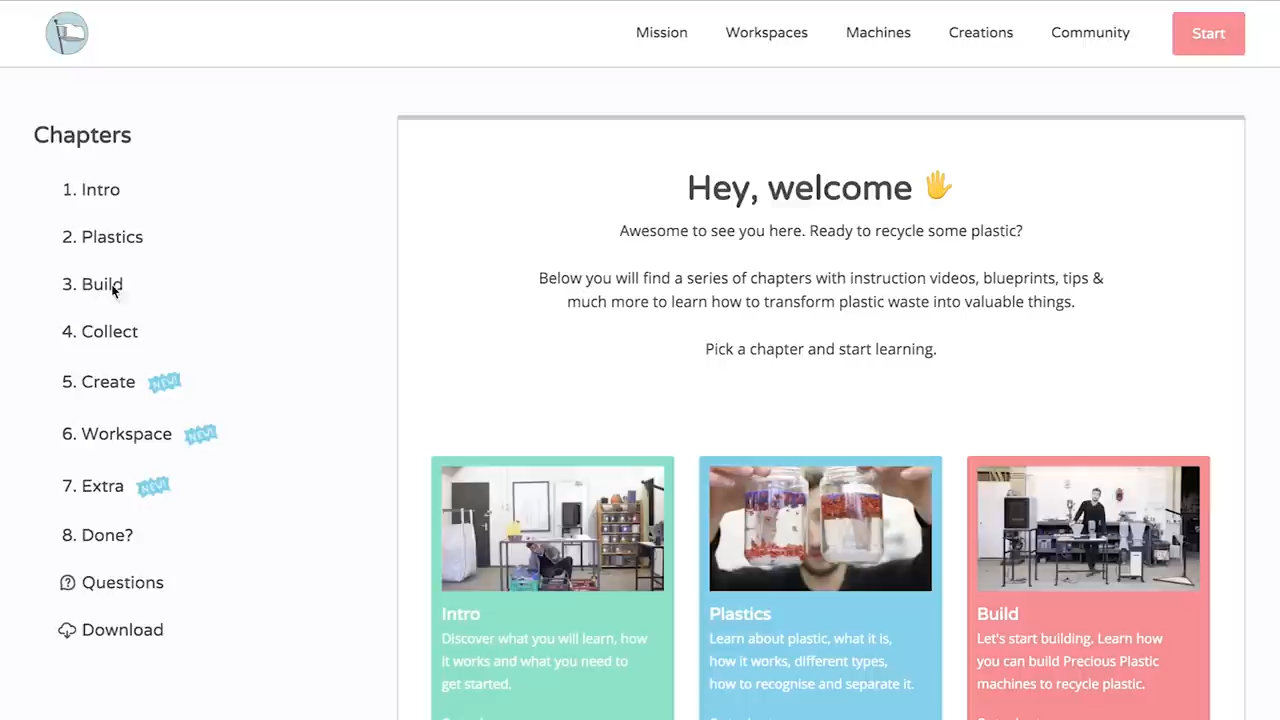 Mission Workspaces Machines Creations Community Start
Chapters
1. Intro
2. Plastics
3. Build
4. Collect
5. Create NEW!
6. Workspace NEW!
7. Extra NEW!
8. Done?
Questions
Download
Hey, welcome 🖐
Awesome to see you here. Ready to recycle some plastic?
Below you will find a series of chapters with instruction videos, blueprints, tips &
much more to learn how to transform plastic waste into valuable things.
Pick a chapter and start learning.
Intro
Discover what you will learn, how
it works and what you need to
get started.
Plastics
Learn about plastic, what it is,
how it works, different types,
how to recognise and separate it.
Build
Let's start building. Learn how
you can build Precious Plastic
machines to recycle plastic.